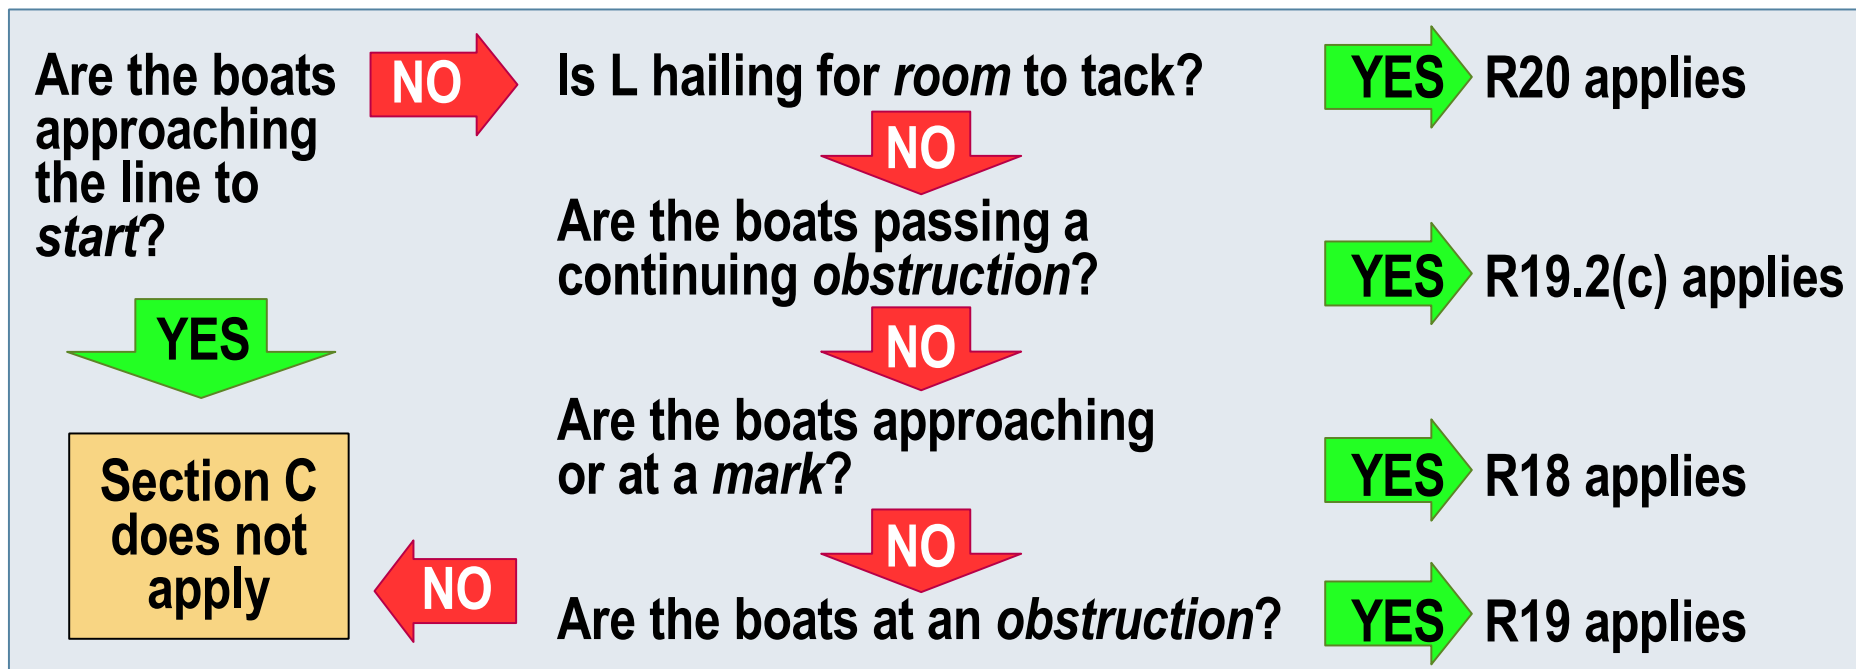 Are the boats
approaching
the line to
start?
NO
Is L hailing for room to tack?
YES
R20 applies
NO
Are the boats passing a
continuing obstruction?
YES
R19.2(c) applies
YES
NO
Are the boats approaching
or at a mark?
YES
R18 applies
Section C
does not
apply
NO
NO
Are the boats at an obstruction?
YES
R19 applies